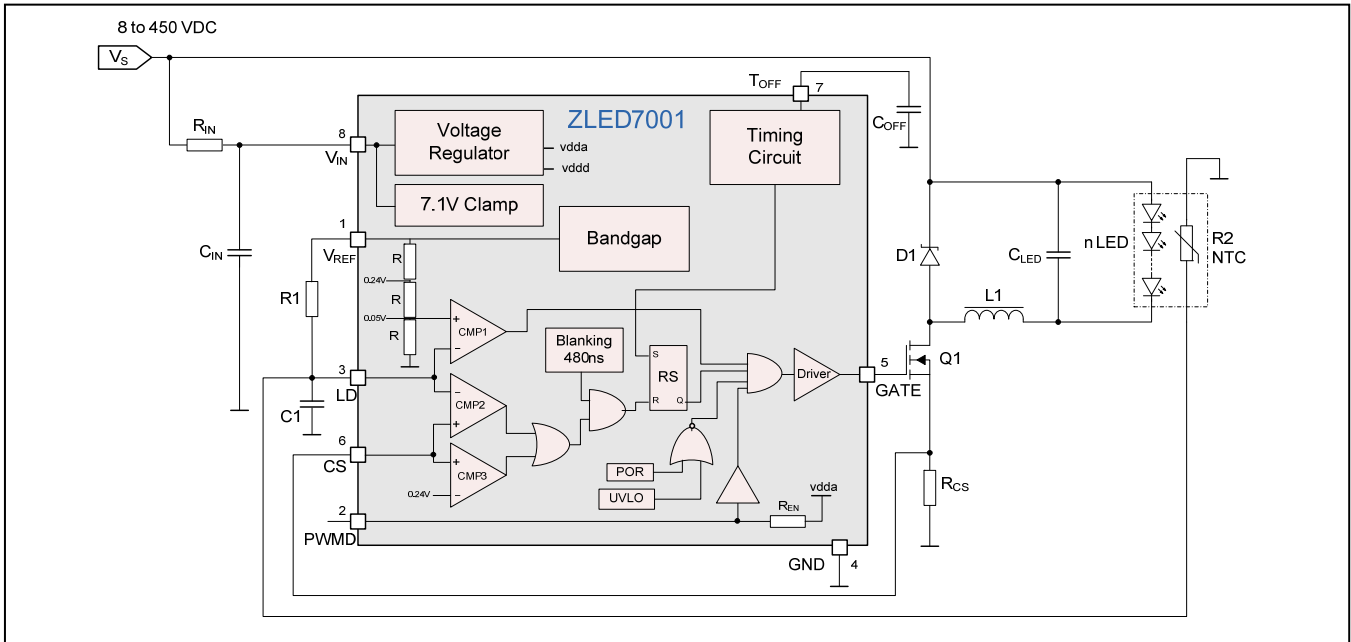 8 to 450 VDC
VS
RIN
CIN
8
VIN
1
VREF
R1
3
LD
C1
6
CS
2
PWMD
ZLED7001
Voltage
Regulator
vdda
vddd
7.1V Clamp
Bandgap
TOFF
7
Timing
Circuit
COFF
R
0.24V
R
0.05V
R
+
CMP1
–
–
CMP2
+
+
CMP3
0.24V
–
Blanking
480ns
S
RS
R
Q
POR
UVLO
REN
vdda
Driver
5
GATE
GND
4
D1
L1
Q1
RCS
CLED
n LED
R2
NTC